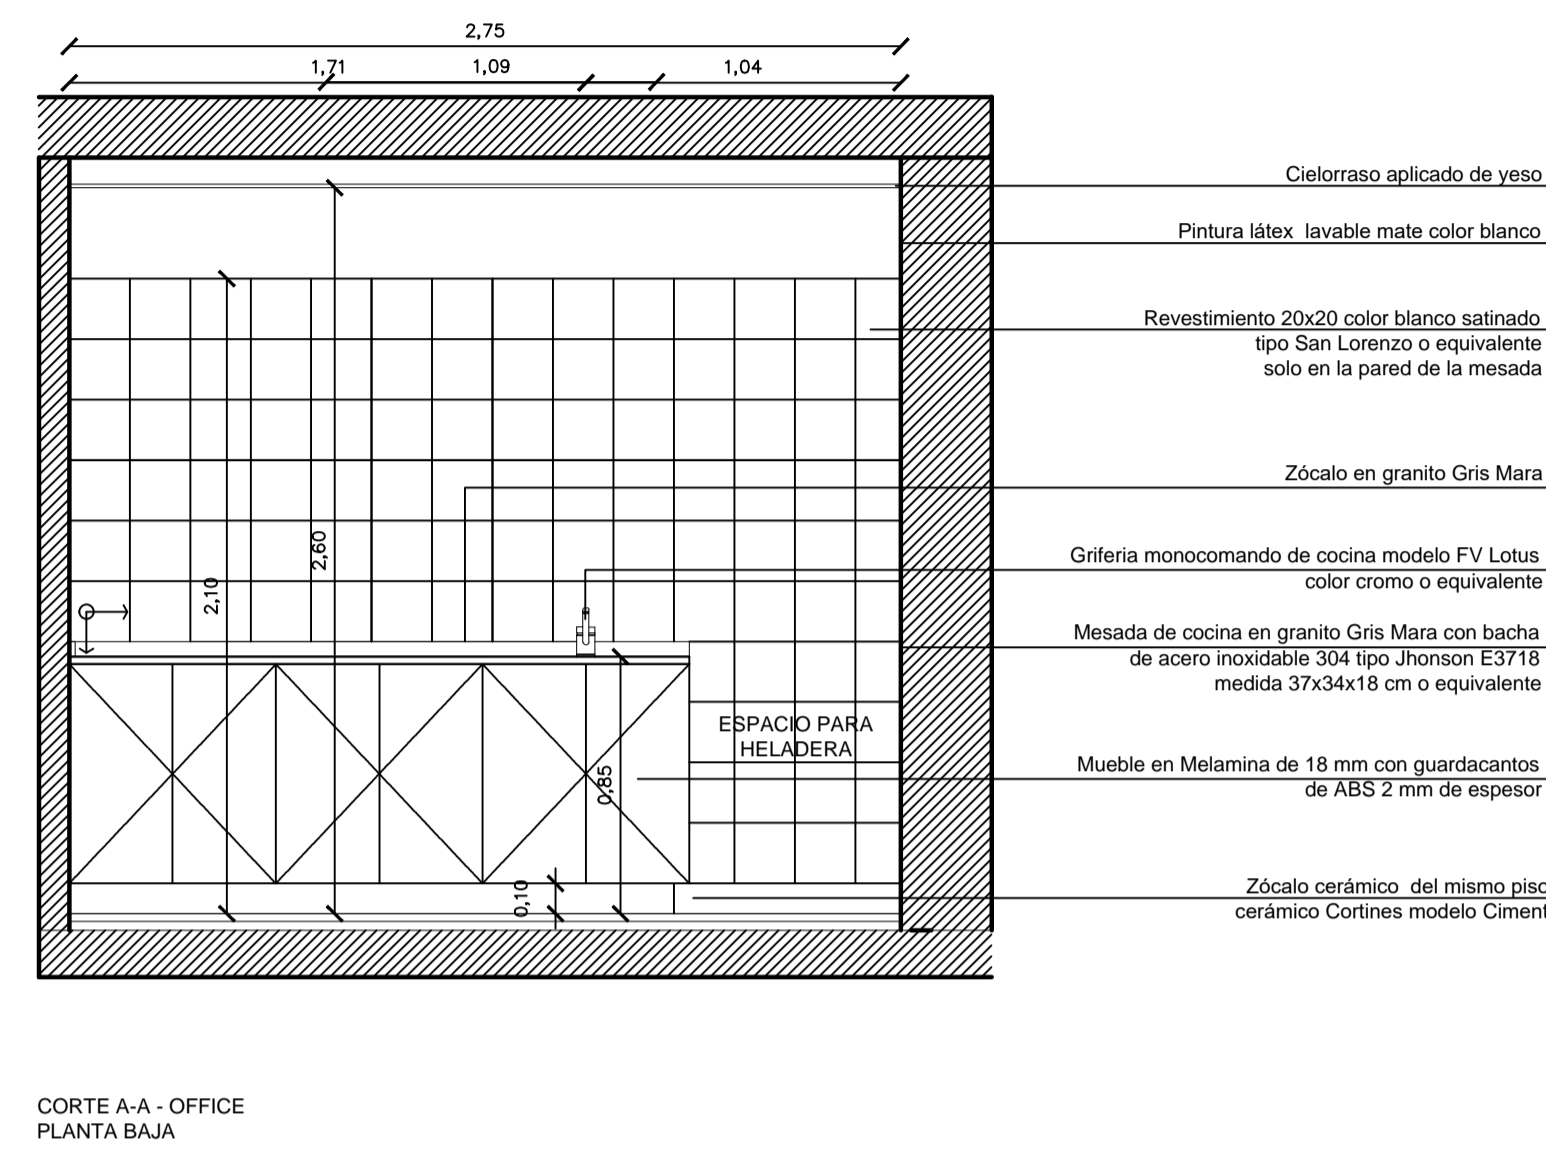 2,75
1,71
1,09
1,04
Cielorraso aplicado de yeso
Pintura látex lavable mate color blanco
Revestimiento 20x20 color blanco satinado
tipo San Lorenzo o equivalente
solo en la pared de la mesada
Zócalo en granito Gris Mara
2,60
2,10
Griferia monocomando de cocina modelo FV Lotus
color cromo o equivalente
Mesada de cocina en granito Gris Mara con bacha
de acero inoxidable 304 tipo Jhonson E3718
medida 37x34x18 cm o equivalente
ESPACIO PARA
HELADERA
0,85
Mueble en Melamina de 18 mm con guardacantos
de ABS 2 mm de espesor
0,10
Zócalo cerámico del mismo piso
cerámico Cortines modelo Ciment
CORTE A-A - OFFICE
PLANTA BAJA